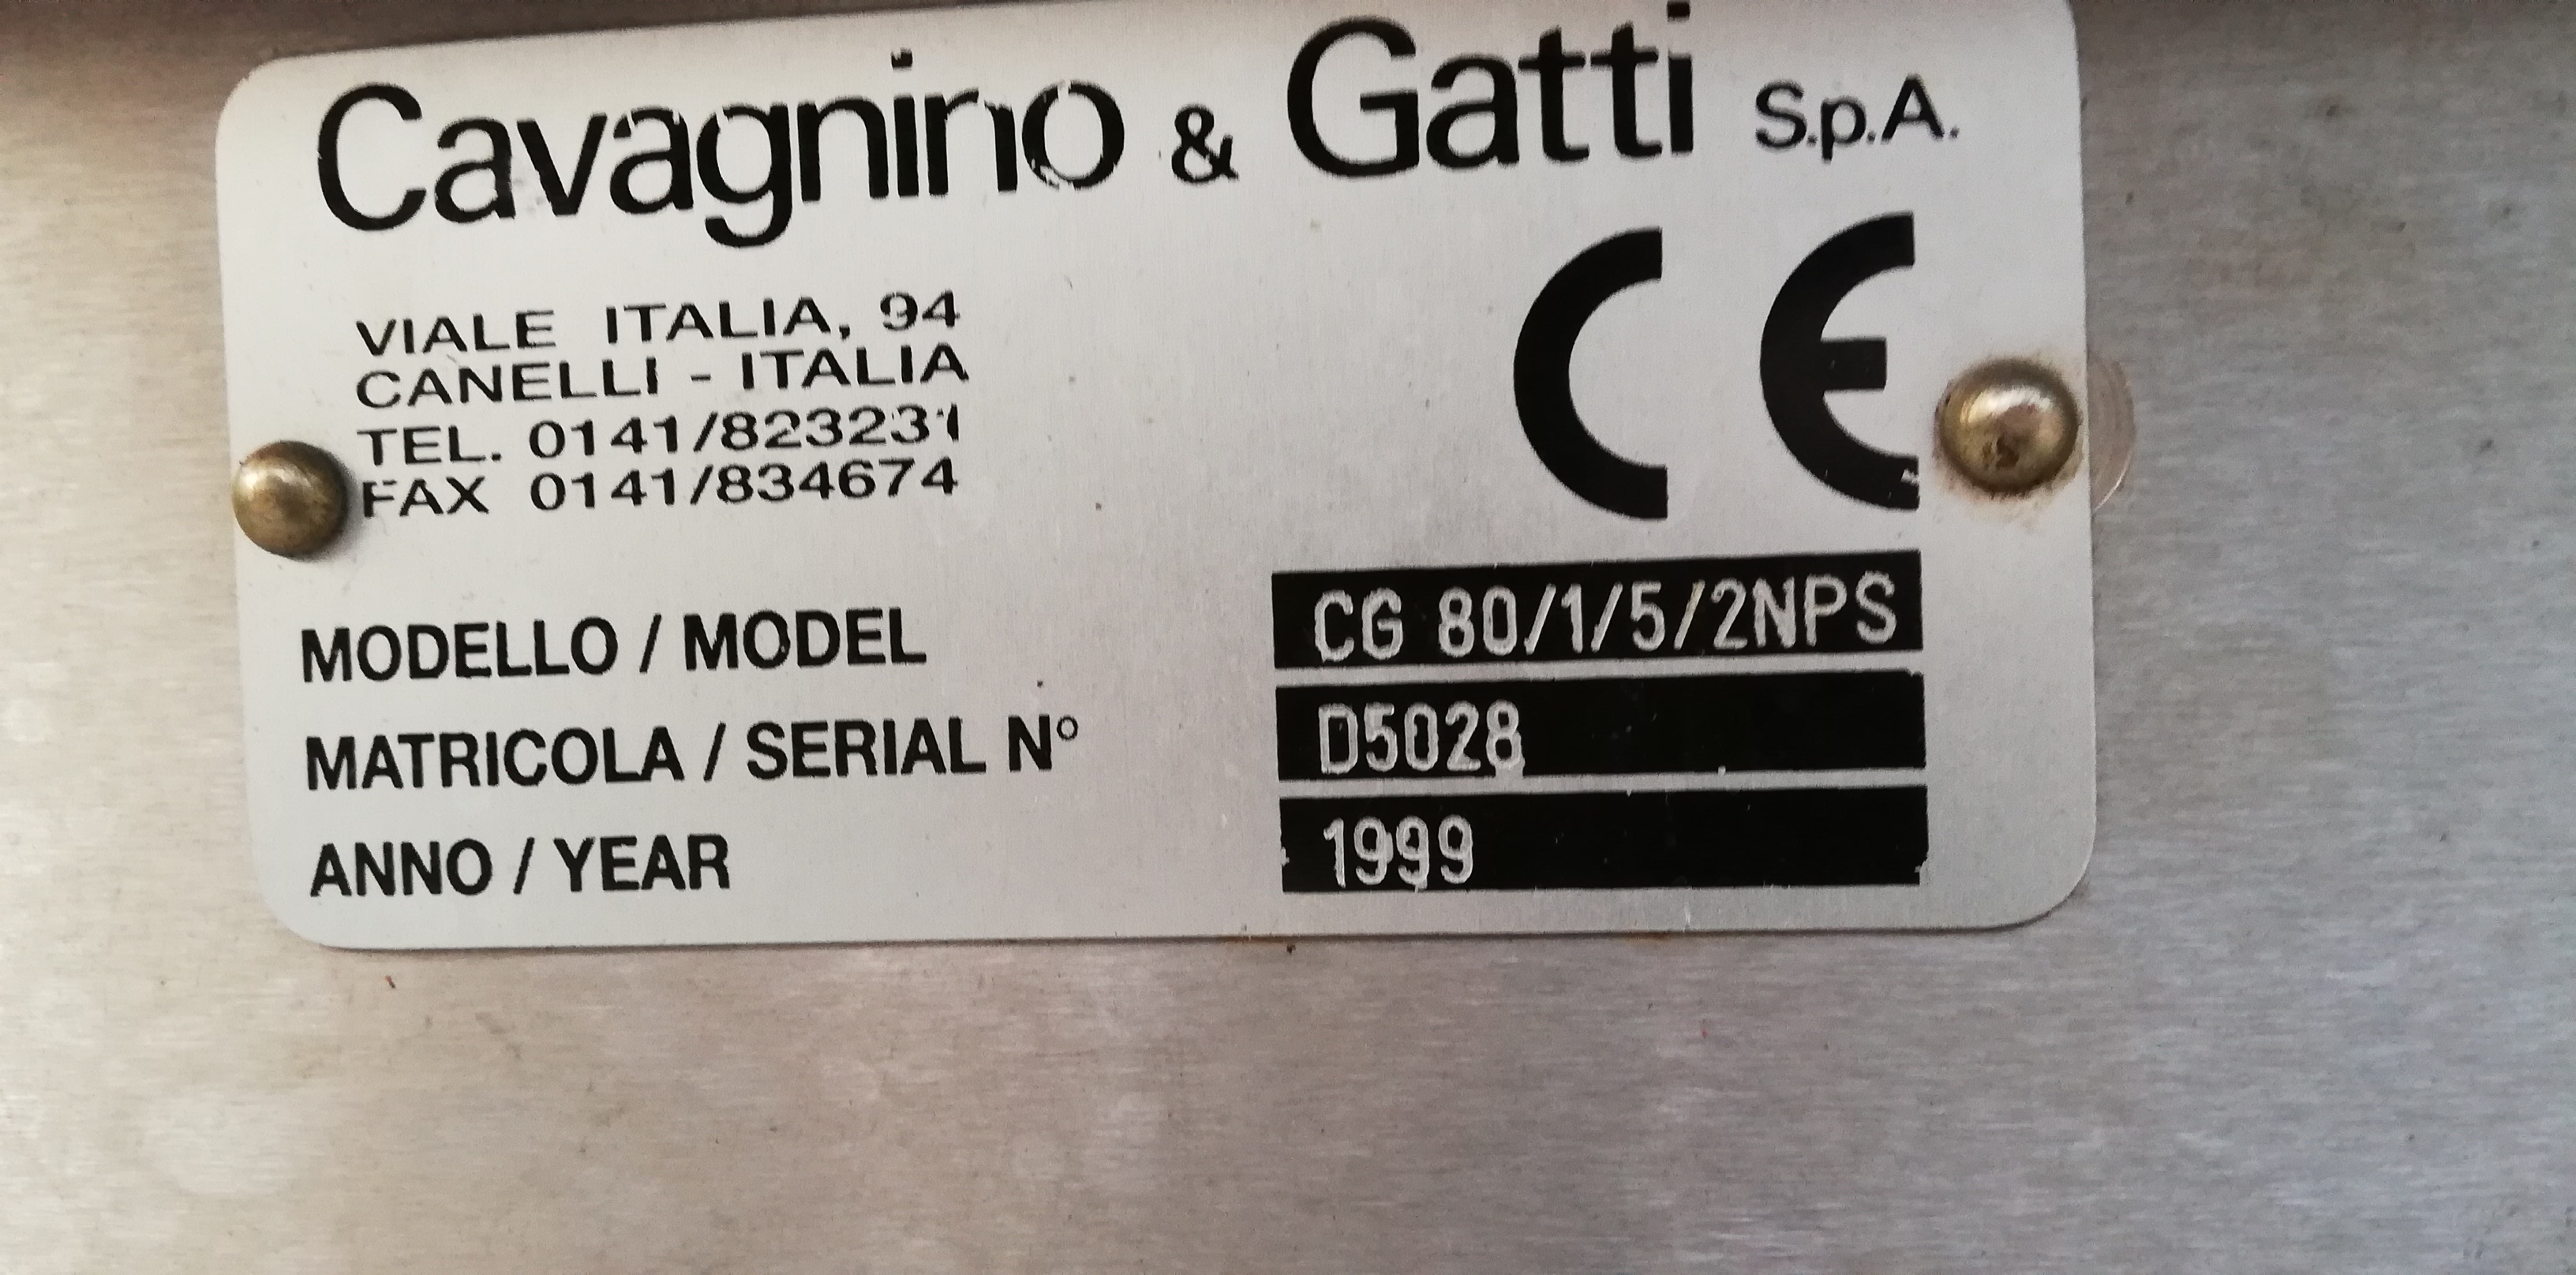 Cavagnino & Gatti S.p.A.
VIALE ITALIA, 94
CANELLI - ITALIA
TEL. 0141/823231
FAX 0141/834674
CE
MODELLO / MODEL CG 80/1/5/2NPS
MATRICOLA / SERIAL N° D5028
ANNO / YEAR 1999